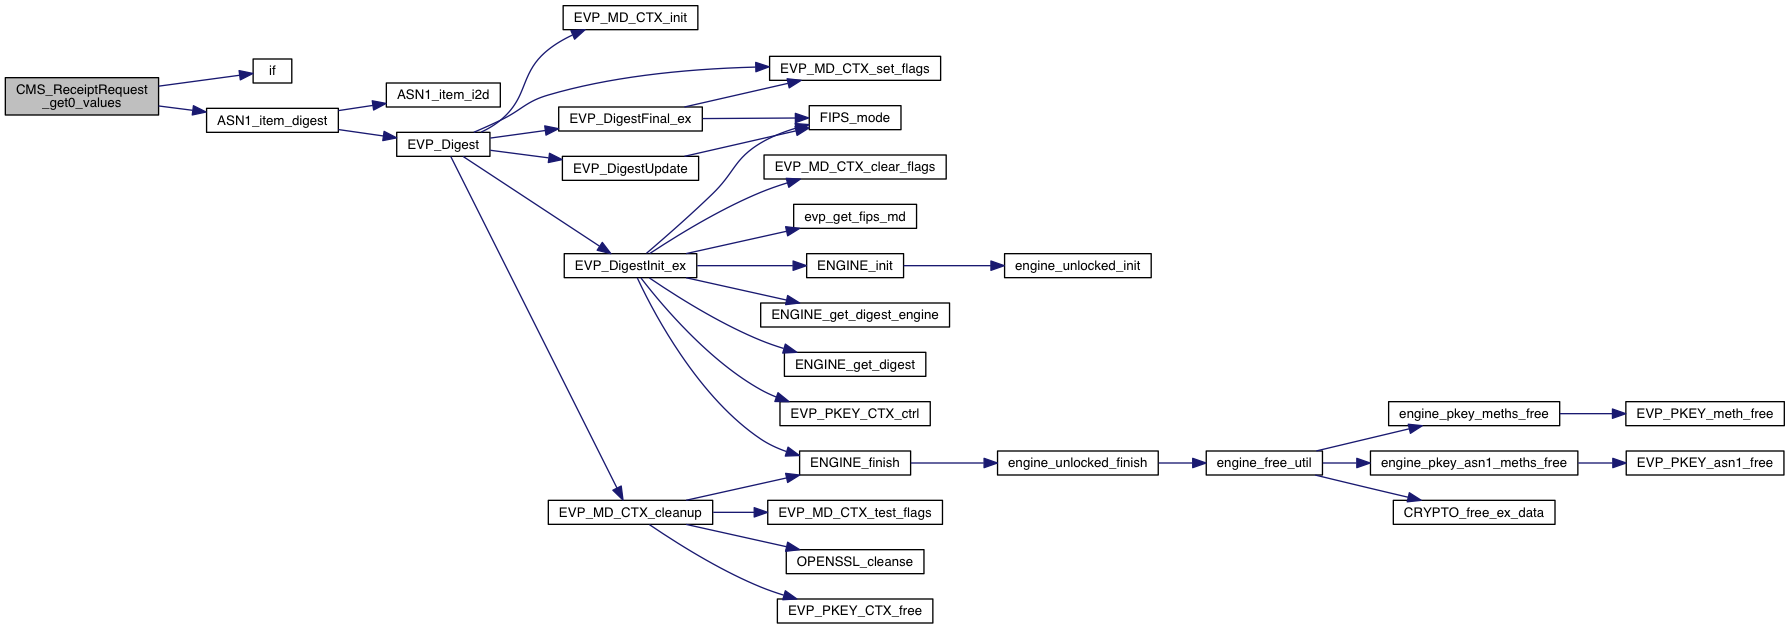 CMS_ReceiptRequest
_get0_values
if
ASN1_item_digest
ASN1_item_i2d
EVP_Digest
EVP_MD_CTX_init
EVP_MD_CTX_set_flags
EVP_DigestFinal_ex
FIPS_mode
EVP_DigestUpdate
EVP_MD_CTX_clear_flags
evp_get_fips_md
EVP_DigestInit_ex
ENGINE_init
engine_unlocked_init
ENGINE_get_digest_engine
ENGINE_get_digest
EVP_PKEY_CTX_ctrl
ENGINE_finish
engine_unlocked_finish
engine_free_util
engine_pkey_meths_free
EVP_PKEY_meth_free
engine_pkey_asn1_meths_free
EVP_PKEY_asn1_free
CRYPTO_free_ex_data
EVP_MD_CTX_cleanup
EVP_MD_CTX_test_flags
OPENSSL_cleanse
EVP_PKEY_CTX_free